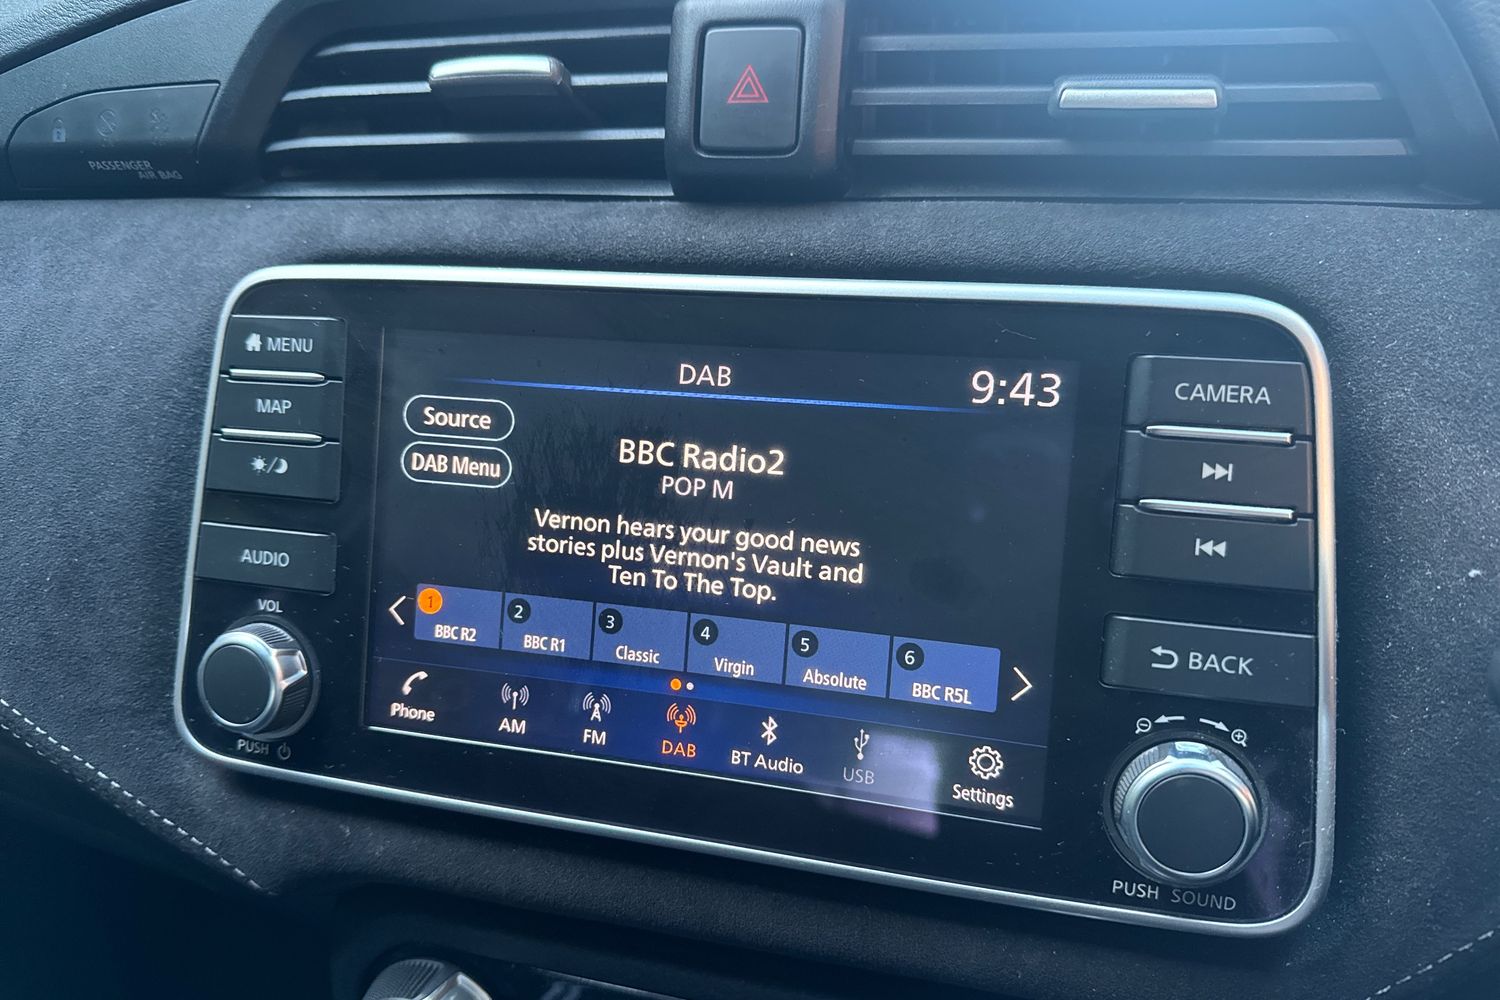 PASSENGER
AIR BAG
MENU
MAP
AUDIO
VOL
PUSH
DAB
9:43
Source
DAB Menu
BBC Radio2
POP M
Vernon hears your good news
stories plus Vernon's Vault and
Ten To The Top.
1
BBC R2
2
BBC R1
3
Classic
4
Virgin
5
Absolute
6
BBC R5L
Phone
AM
FM
DAB
BT Audio
USB
Settings
CAMERA
BACK
PUSH SOUND